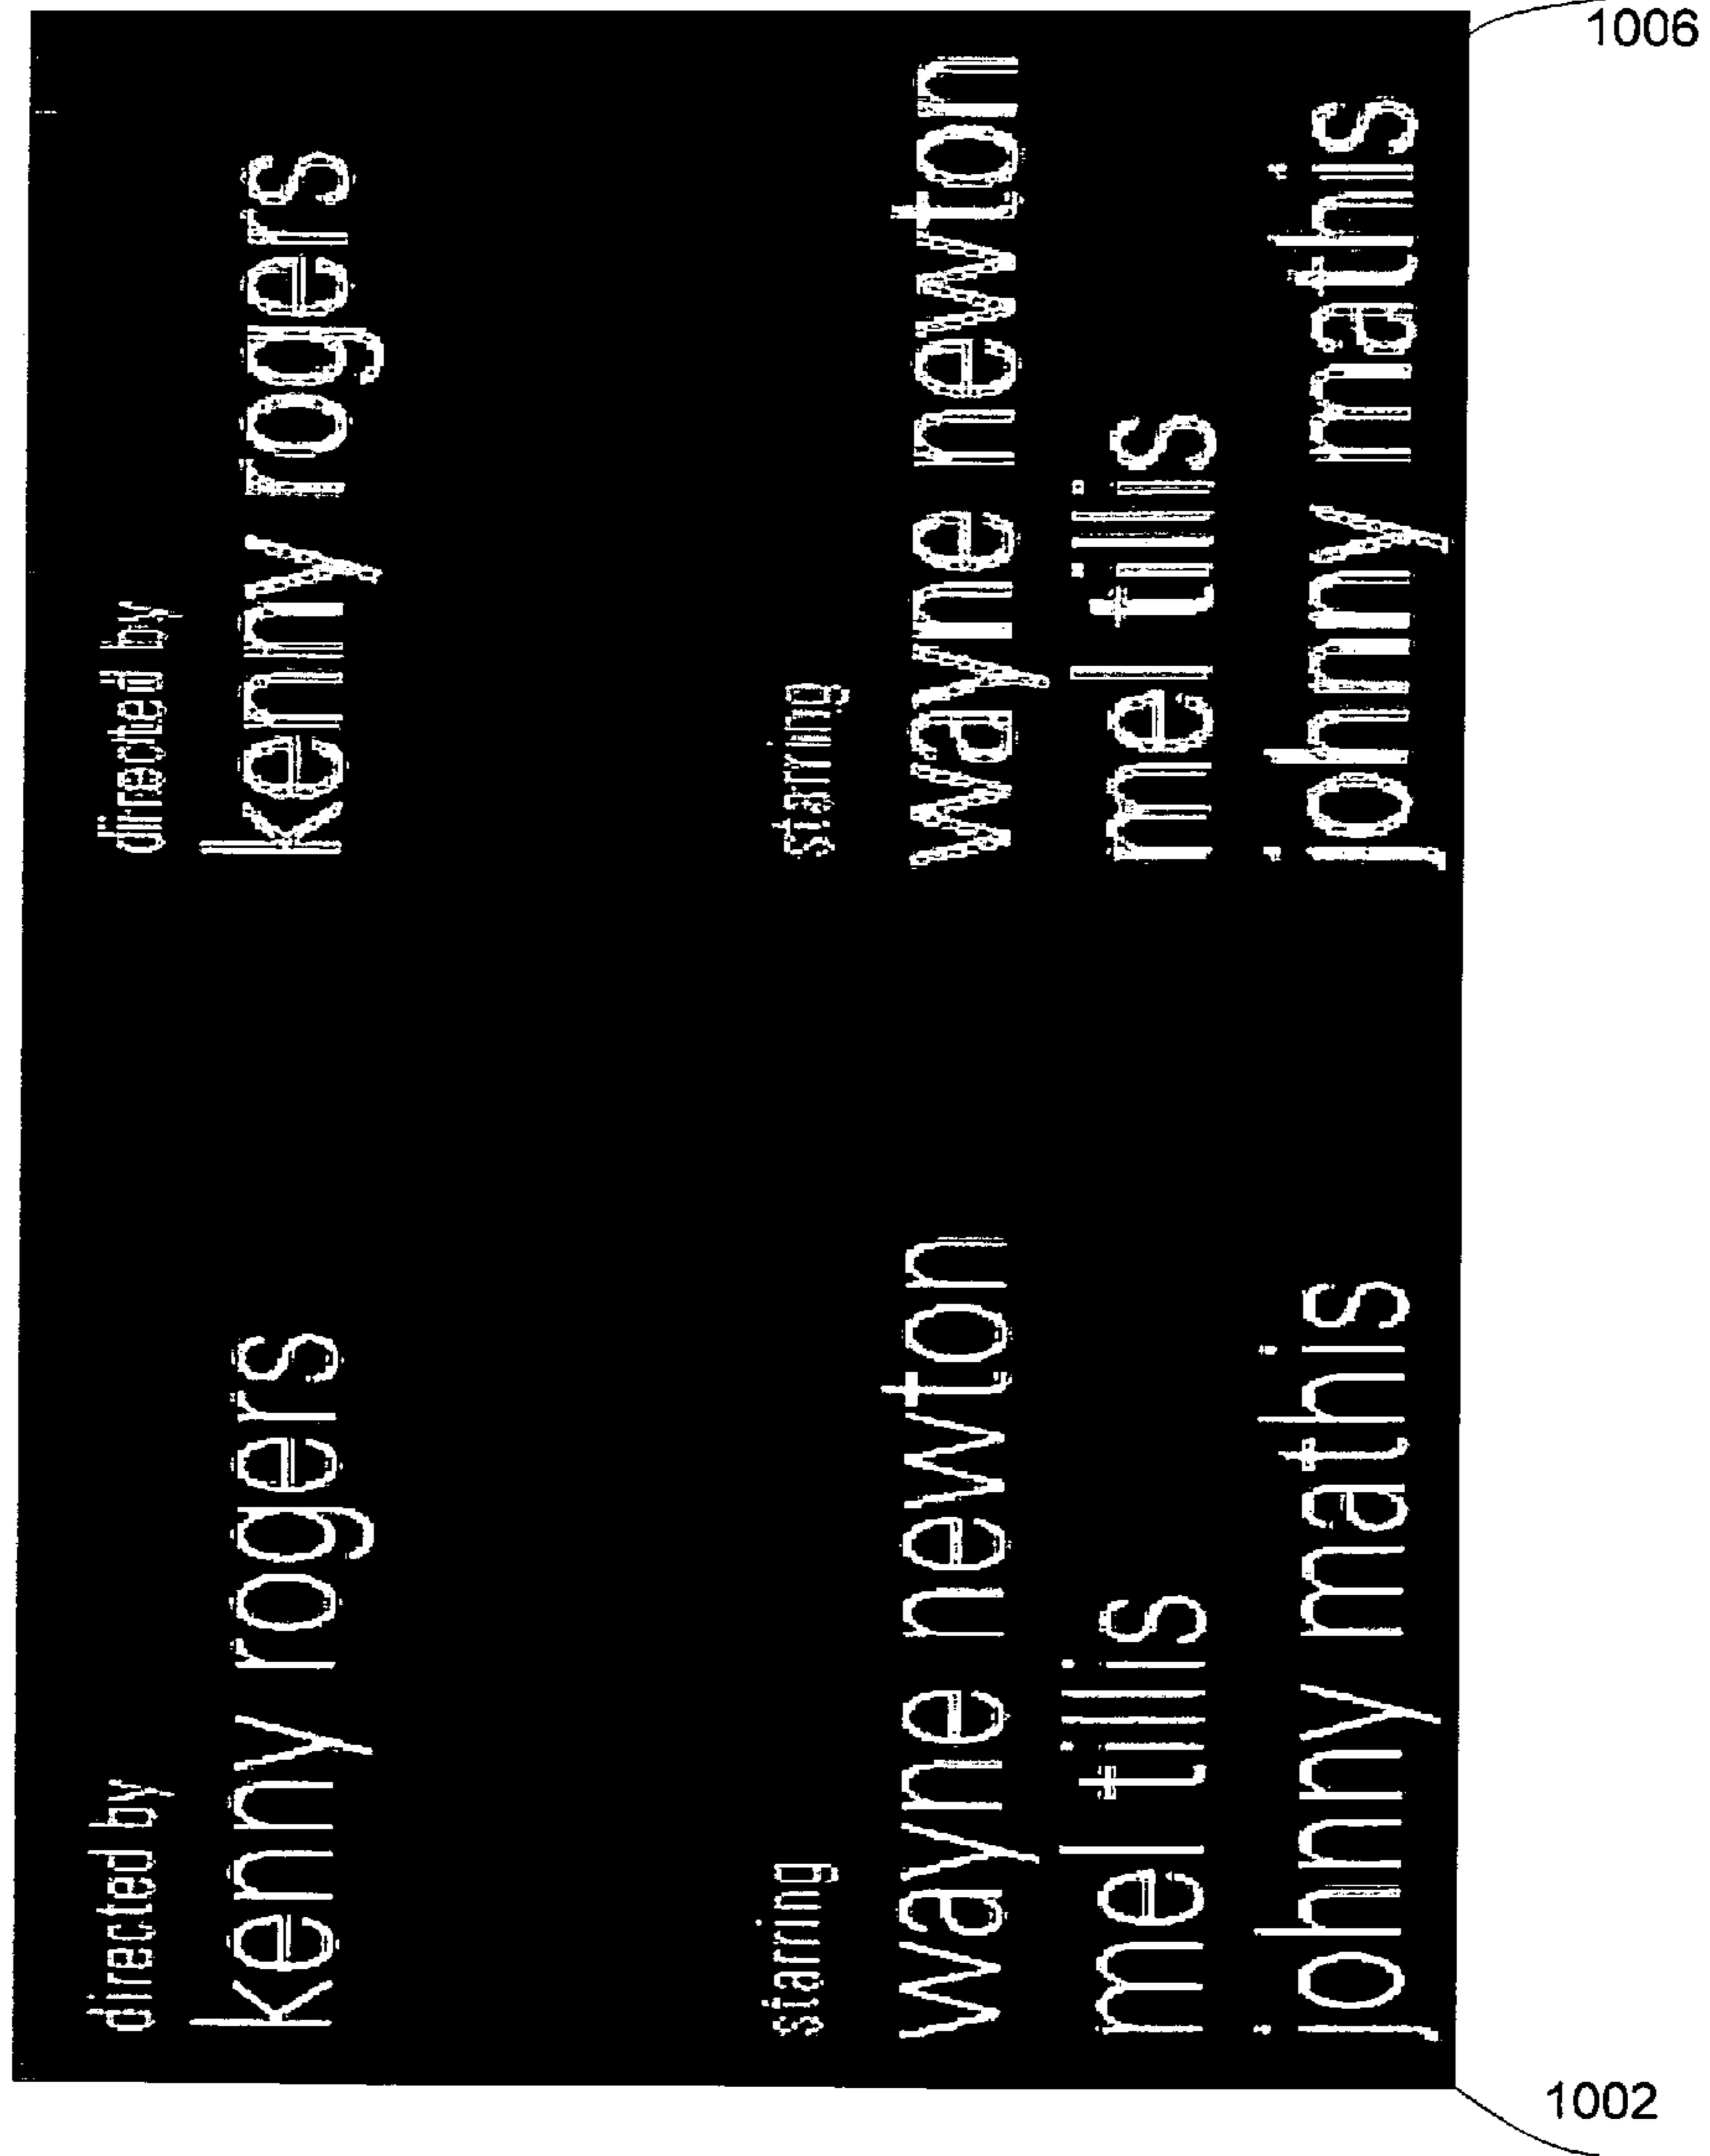 directed by
kenny rogers
starring
wayne newton
mel tillis
johnny mathis
1002
directed by
kenny rogers
starring
wayne newton
mel tillis
johnny mathis
1006